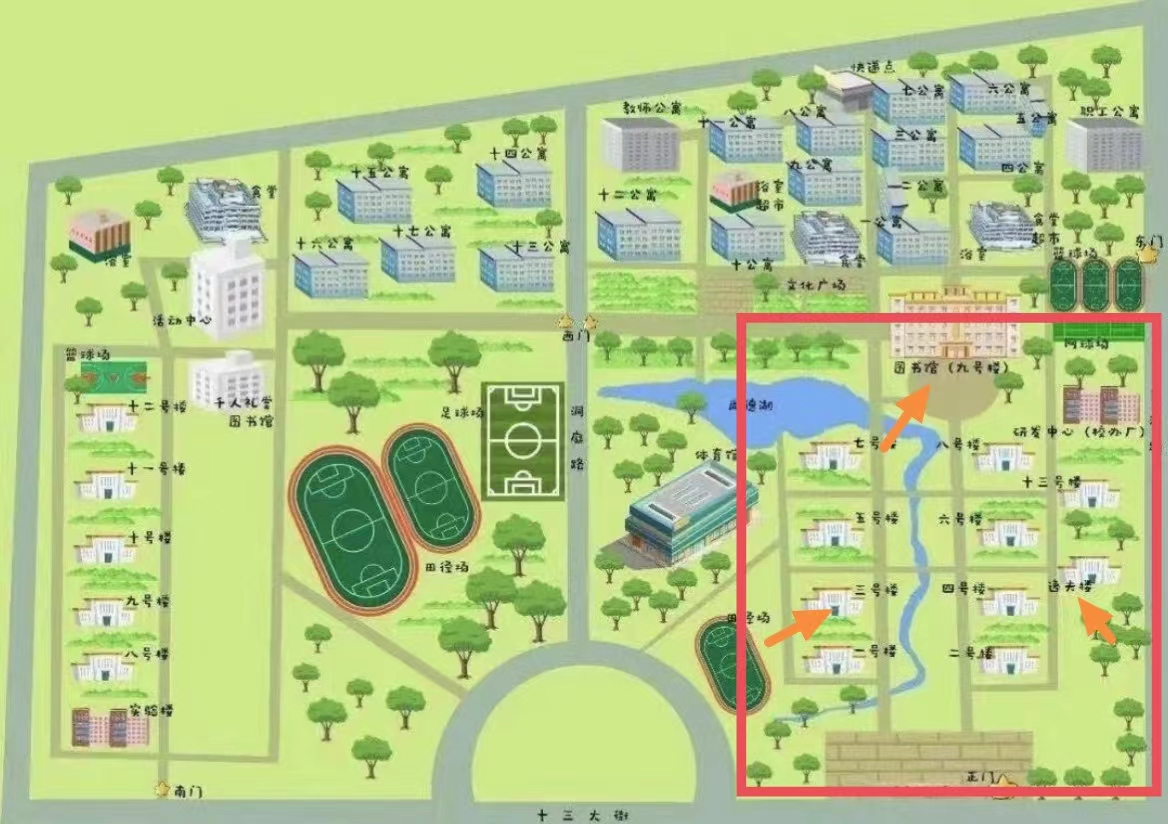 快递点
七公寓
六公寓
教师公寓
十一公寓
八公寓
五公寓
职工公寓
三公寓
四公寓
十四公寓
十五公寓
九公寓
浴室
超市
二公寓
十二公寓
食堂
一公寓
食堂
超市
东门
浴室
十七公寓
十六公寓
十三公寓
十公寓
食堂
浴室
篮球场
文化广场
活动中心
西门
篮球场
网球场
千人礼堂
图书馆
图书馆(九号楼)
足球场
洞庭路
十二号楼
研发中心(校办厂)
体育馆
七号楼
八号楼
十一号楼
十三号楼
五号楼
六号楼
十号楼
田径场
三号楼
四号楼
逸夫楼
九号楼
田径场
八号楼
一号楼
二号楼
实验楼
正门
南门
十三大街